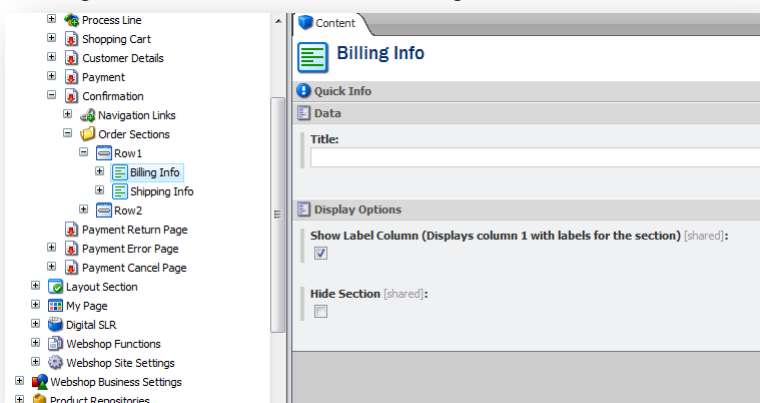 Process Line
Shopping Cart
Customer Details
Payment
Confirmation
Navigation Links
Order Sections
Row1
Billing Info
Shipping Info
Row2
Payment Return Page
Payment Error Page
Payment Cancel Page
Layout Section
My Page
Digital SLR
Webshop Functions
Webshop Site Settings
Webshop Business Settings
Product Repositories
Content
Billing Info
Quick Info
Data
Title:
Display Options
Show Label Column (Displays column 1 with labels for the section) [shared]:
Hide Section [shared]: